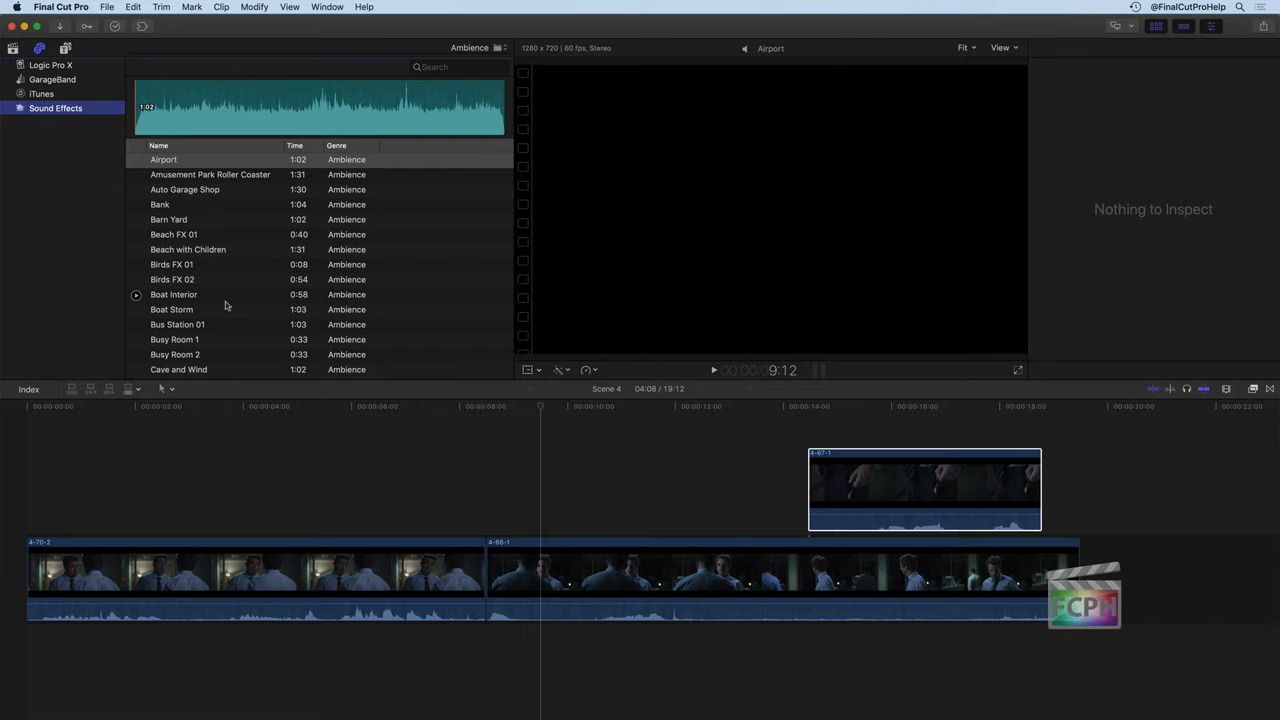 Final Cut Pro File Edit Trim Mark Clip Modify View Window Help @FinalCutProHelp
Ambience
1280 x 720 | 60 fps, Stereo Airport Fit View
Logic Pro X
GarageBand
iTunes
Sound Effects
Search
1:02
Name Time Genre
Airport 1:02 Ambience
Amusement Park Roller Coaster 1:31 Ambience
Auto Garage Shop 1:30 Ambience
Bank 1:04 Ambience
Barn Yard 1:02 Ambience
Beach FX 01 0:40 Ambience
Beach with Children 1:31 Ambience
Birds FX 01 0:08 Ambience
Birds FX 02 0:54 Ambience
Boat Interior 0:58 Ambience
Boat Storm 1:03 Ambience
Bus Station 01 1:03 Ambience
Busy Room 1 0:33 Ambience
Busy Room 2 0:33 Ambience
Cave and Wind 1:02 Ambience
Nothing to Inspect
00:00:00:09:12
Index Scene 4 04:08 / 19:12
00:00:00:00 00:00:02:00 00:00:04:00 00:00:06:00 00:00:08:00 00:00:10:00 00:00:12:00 00:00:14:00 00:00:16:00 00:00:18:00 00:00:20:00 00:00:22:00
4-67-1
4-70-2 4-66-1
FCPH